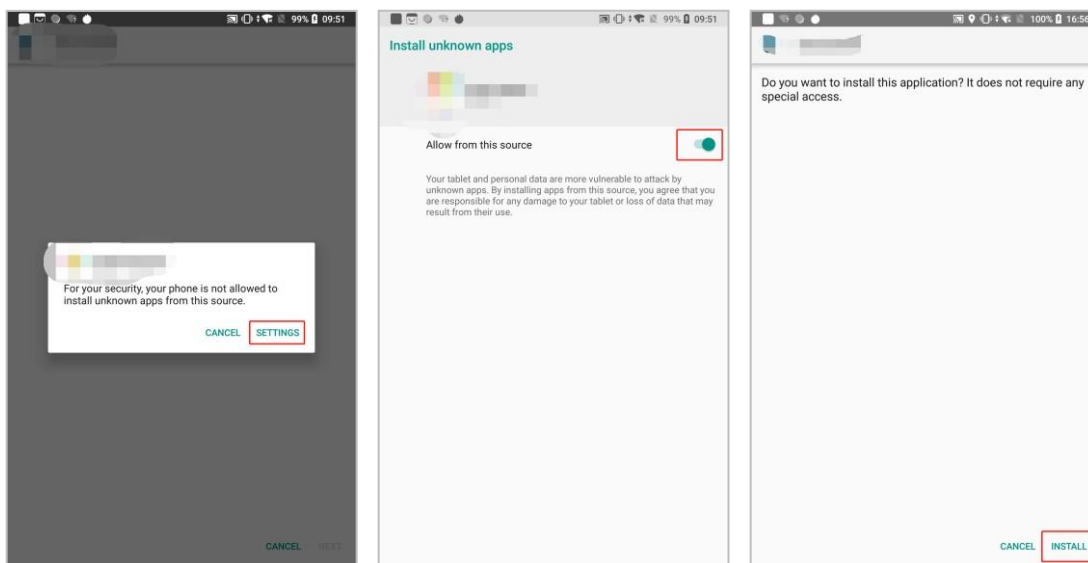 99% 09:51
For your security, your phone is not allowed to
install unknown apps from this source.
CANCEL SETTINGS
CANCEL NEXT
99% 09:51
Install unknown apps
Allow from this source
Your tablet and personal data are more vulnerable to attack by
unknown apps. By installing apps from this source, you agree that you
are responsible for any damage to your tablet or loss of data that may
result from their use.
100% 16:56
Do you want to install this application? It does not require any
special access.
CANCEL INSTALL